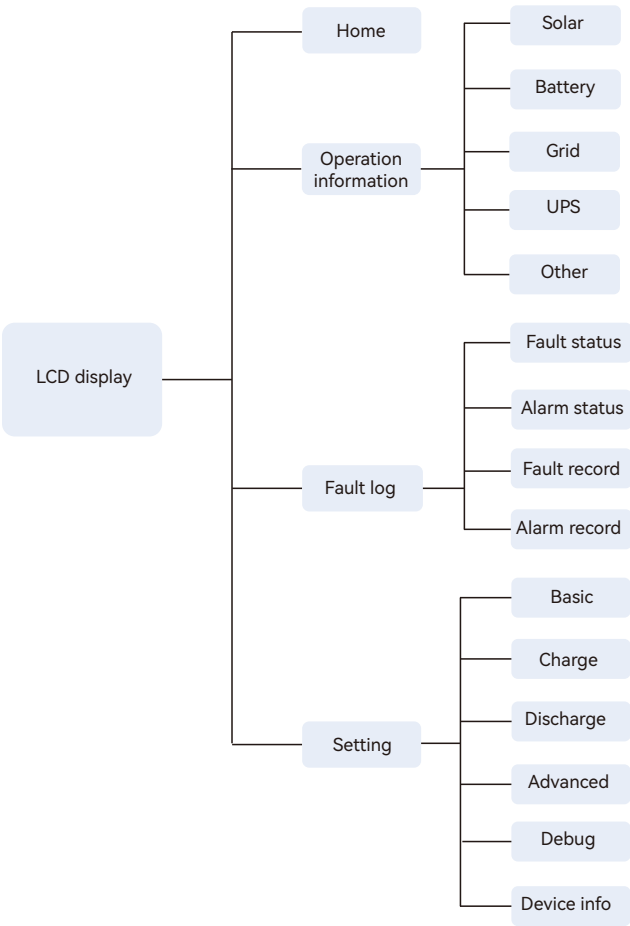 LCD display
Home
Operation
information
Solar
Battery
Grid
UPS
Other
Fault log
Fault status
Alarm status
Fault record
Alarm record
Setting
Basic
Charge
Discharge
Advanced
Debug
Device info